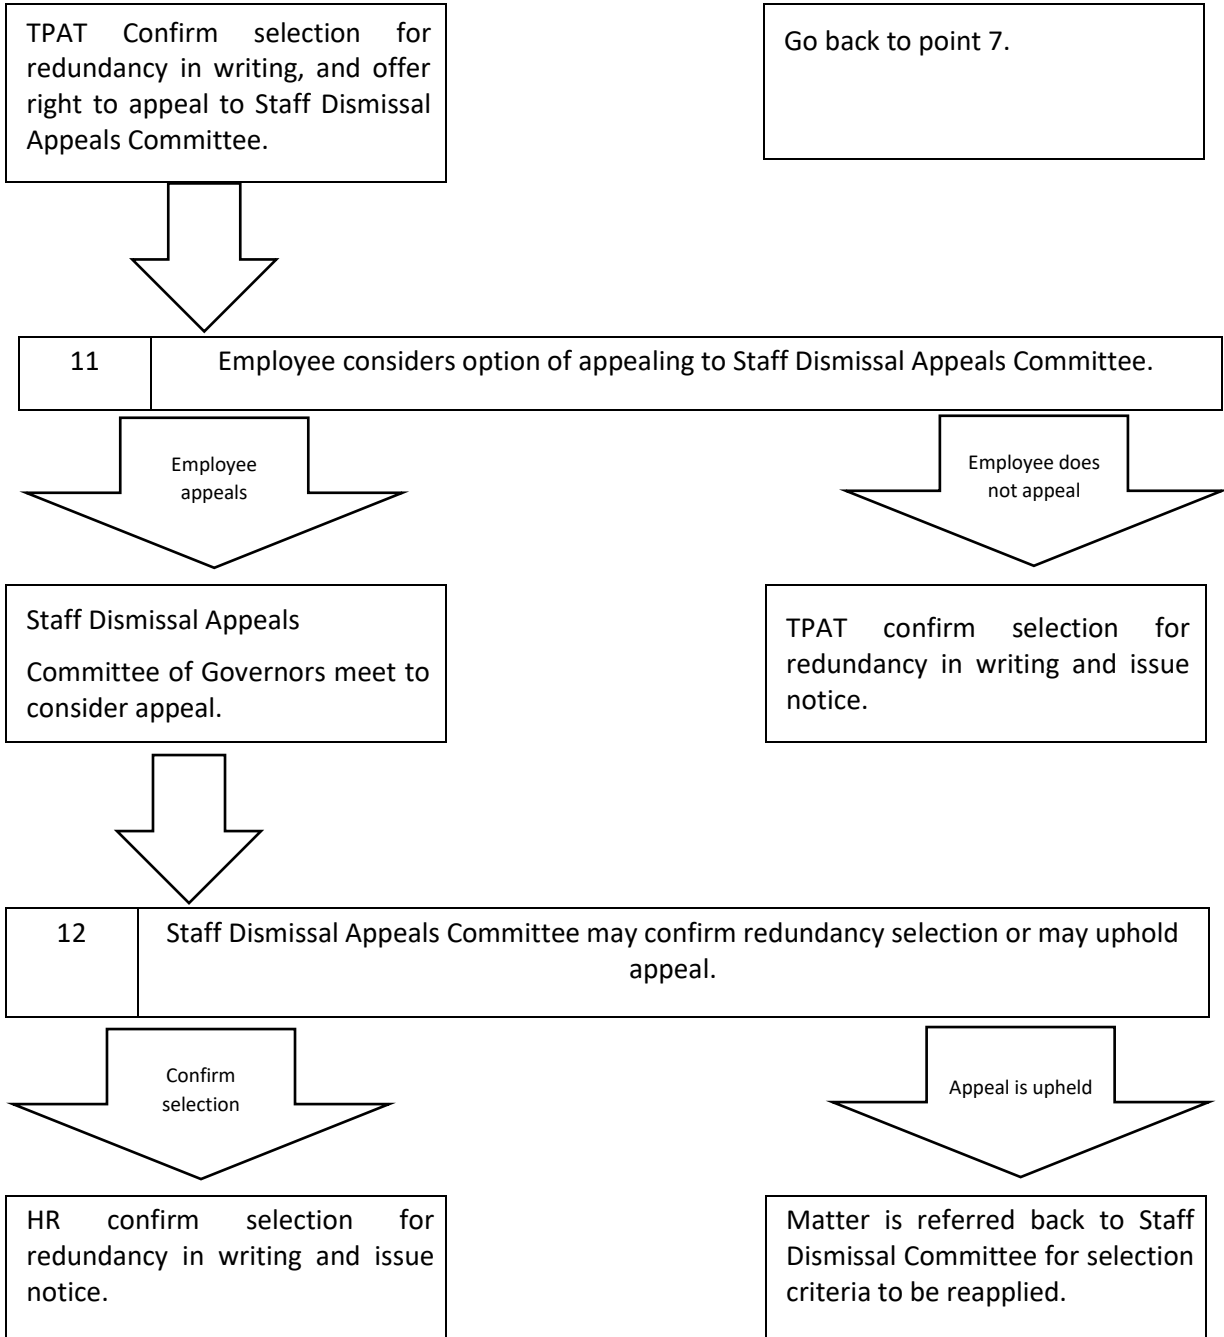 TPAT Confirm selection for
redundancy in writing, and offer
right to appeal to Staff Dismissal
Appeals Committee.
Go back to point 7.
11
Employee considers option of appealing to Staff Dismissal Appeals Committee.
Employee
appeals
Employee does
not appeal
Staff Dismissal Appeals
Committee of Governors meet to
consider appeal.
TPAT confirm selection for
redundancy in writing and issue
notice.
12
Staff Dismissal Appeals Committee may confirm redundancy selection or may uphold
appeal.
Confirm
selection
Appeal is upheld
HR confirm selection for
redundancy in writing and issue
notice.
Matter is referred back to Staff
Dismissal Committee for selection
criteria to be reapplied.